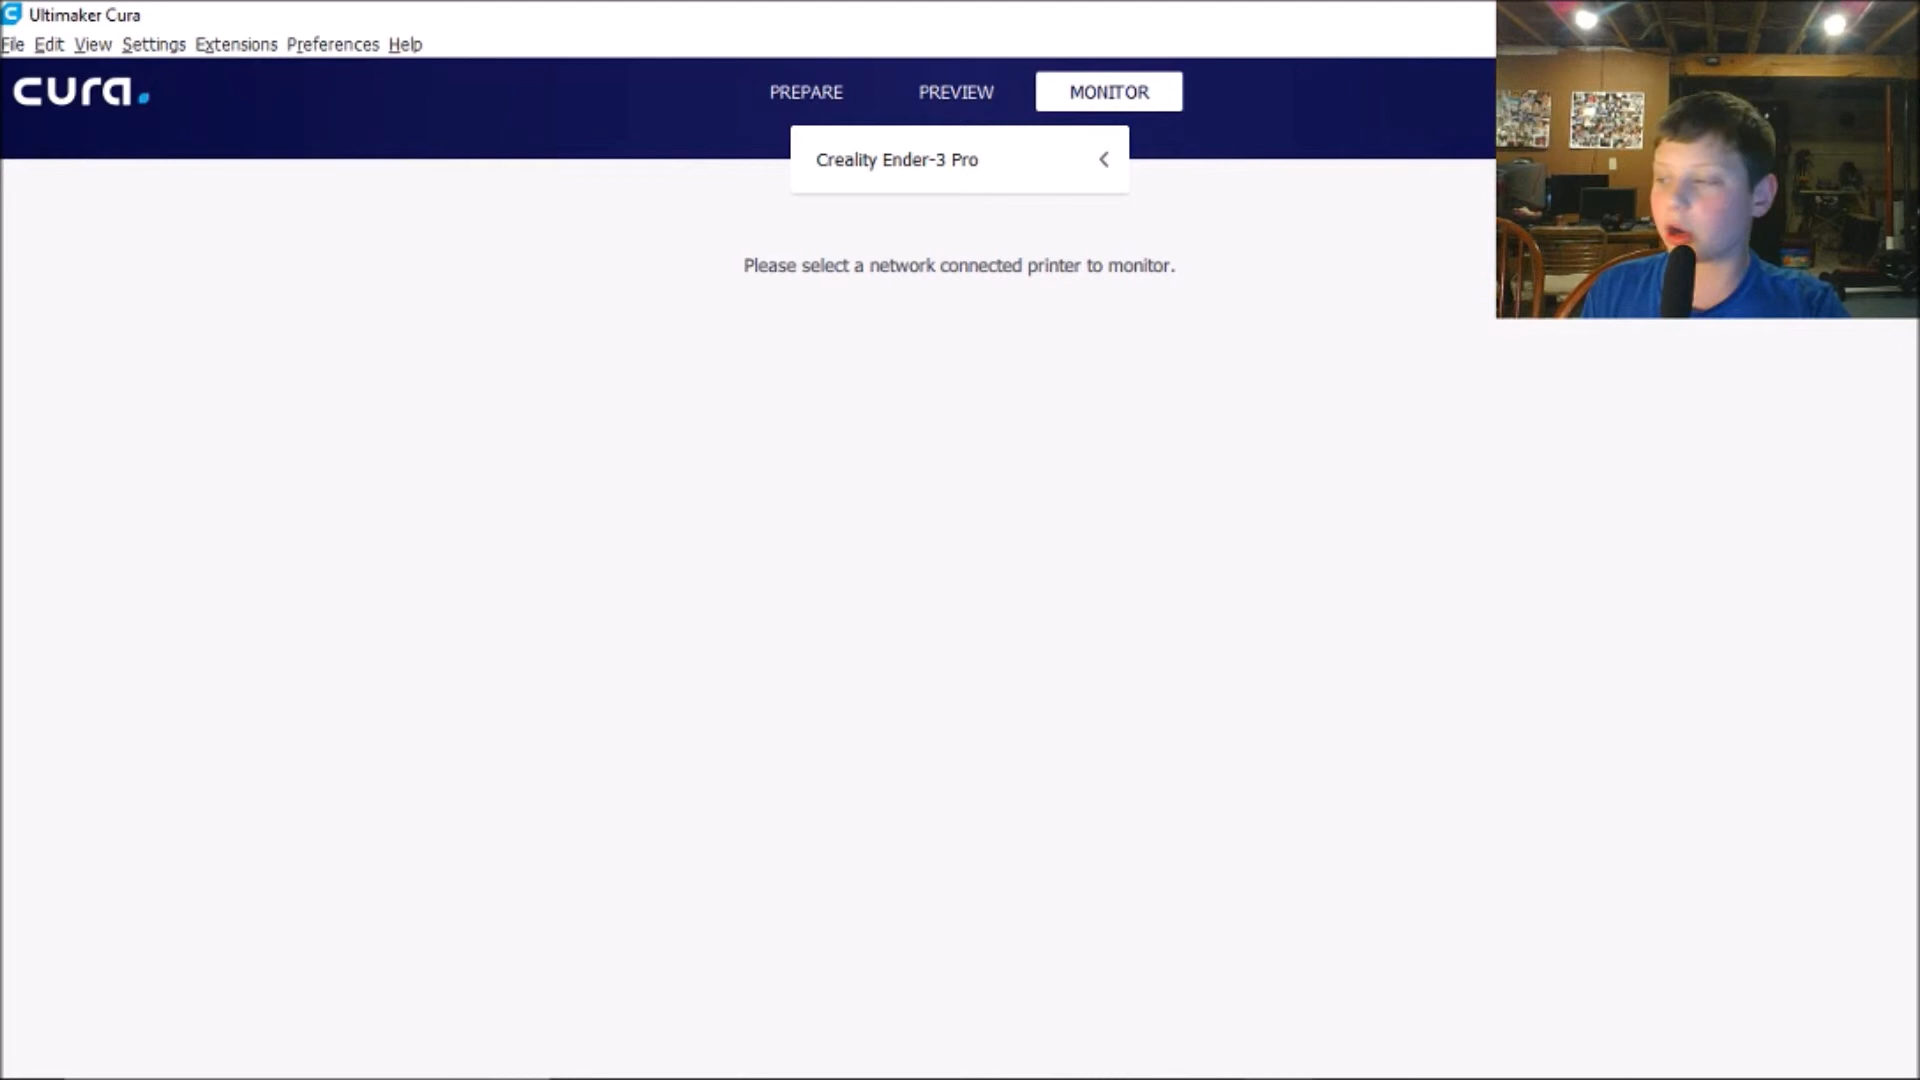 Ultimaker Cura
File Edit View Settings Extensions Preferences Help
cura.
PREPARE PREVIEW MONITOR
Creality Ender-3 Pro
Please select a network connected printer to monitor.